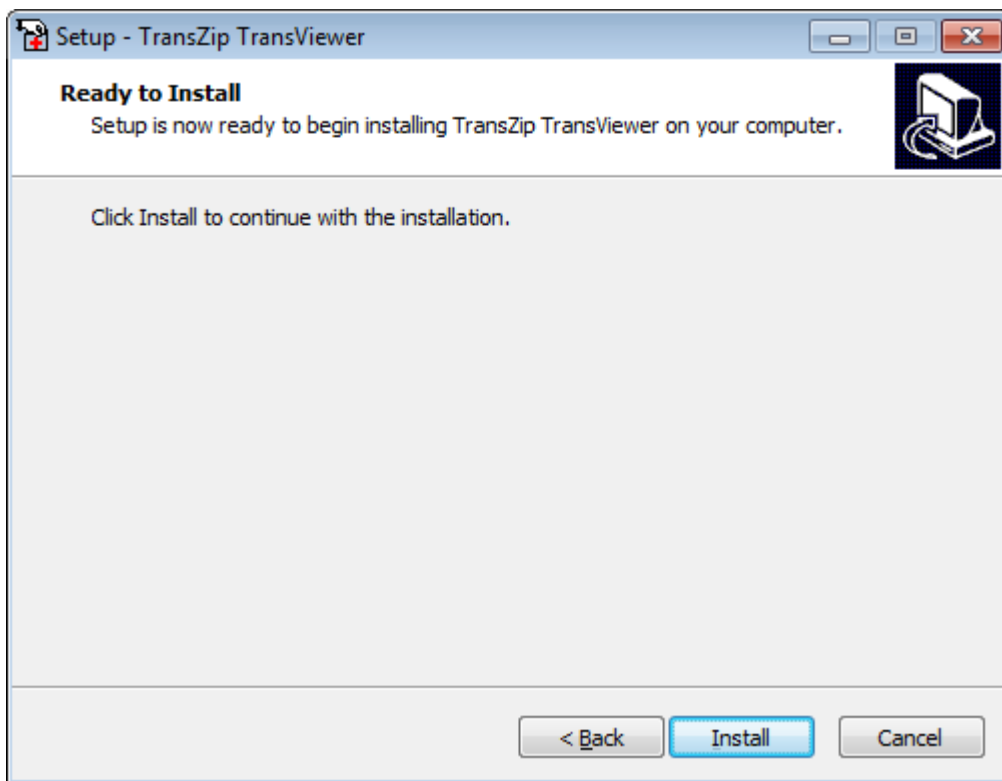 Setup - TransZip TransViewer
Ready to Install
Setup is now ready to begin installing TransZip TransViewer on your computer.
Click Install to continue with the installation.
< Back
Install
Cancel